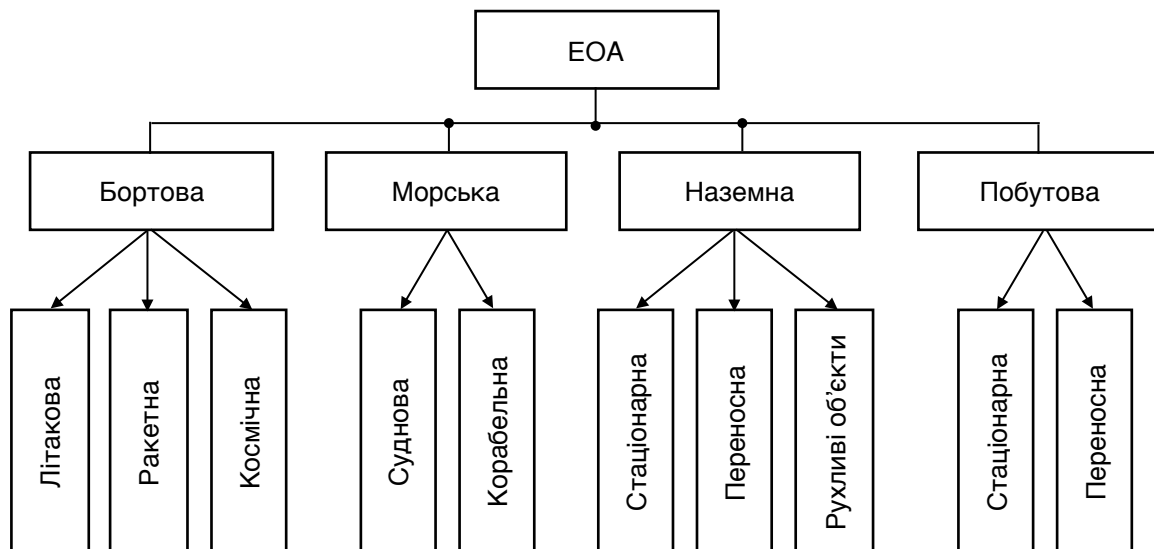 ЕОА
Бортова
Морська
Наземна
Побутова
Літакова
Ракетна
Космічна
Суднова
Корабельна
Стаціонарна
Переносна
Рухливі об’єкти
Стаціонарна
Переносна